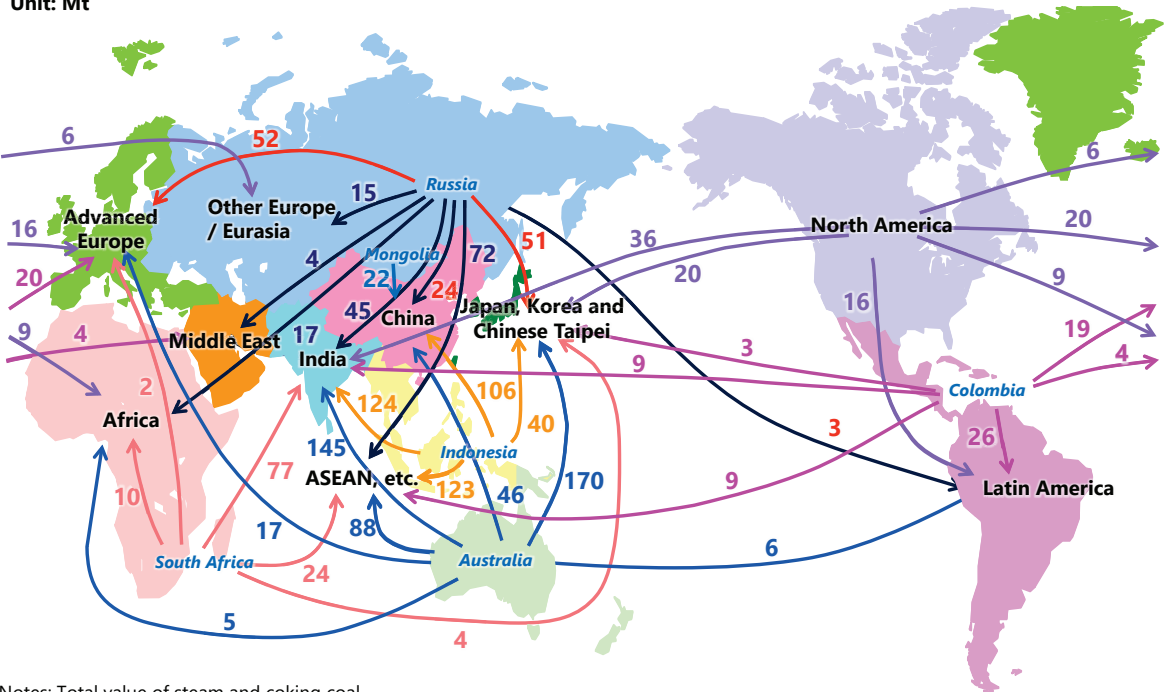 Unit: Mt
6
52
6
Russia
15
Advanced
Europe
Other Europe
/ Eurasia
16
North America
20
36
51
72
4
Mongolia
22
20
20
9
24
45
16
Japan, Korea and
Chinese Taipei
China
9
4
17
Middle East
India
19
3
4
9
2
Colombia
106
124
Africa
40
3
26
145
Indonesia
77
ASEAN, etc.
9
170
123
46
Latin America
10
88
17
6
South Africa
24
Australia
5
4
Notes: Total value of steam and coking coal